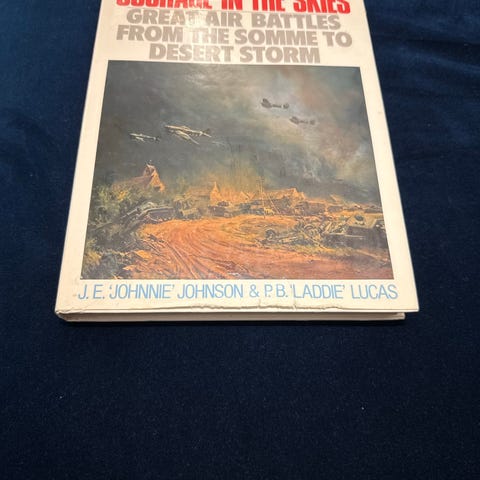 COURAGE IN THE SKIES
GREAT AIR BATTLES
FROM THE SOMME TO
DESERT STORM
J. E. 'JOHNNIE' JOHNSON & P. B. 'LADDIE' LUCAS